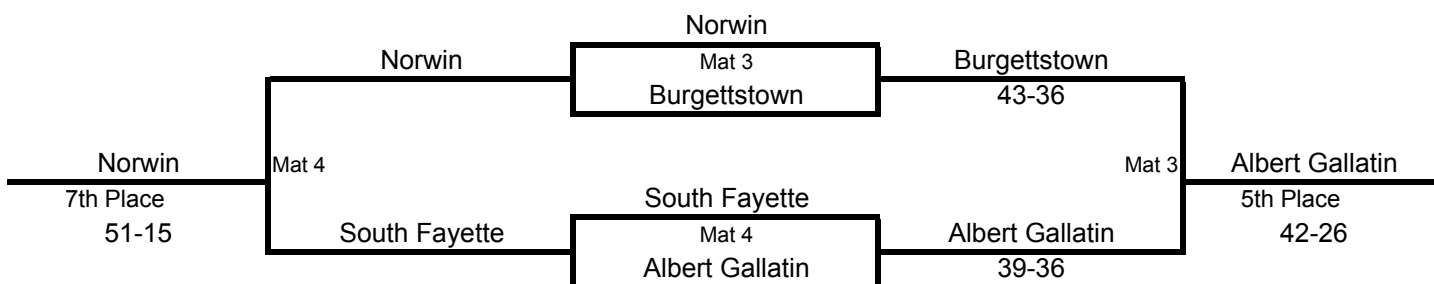 Norwin
Norwin Mat 3 Burgettstown
Burgettstown 43-36
Norwin Mat 4 Mat 3 Albert Gallatin
7th Place South Fayette 5th Place
51-15 South Fayette Mat 4 Albert Gallatin 42-26
Albert Gallatin 39-36